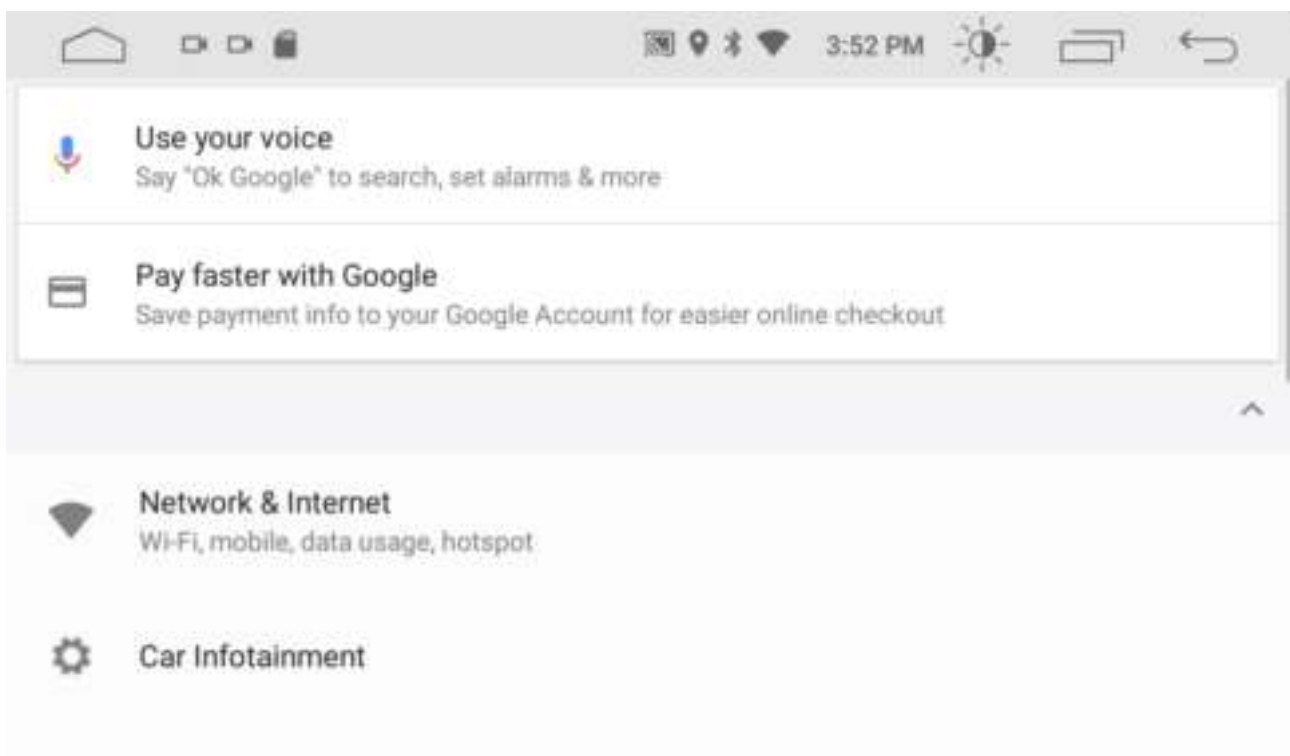 3:52 PM
Use your voice
Say "Ok Google" to search, set alarms & more
Pay faster with Google
Save payment info to your Google Account for easier online checkout
Network & Internet
Wi-Fi, mobile, data usage, hotspot
Car Infotainment